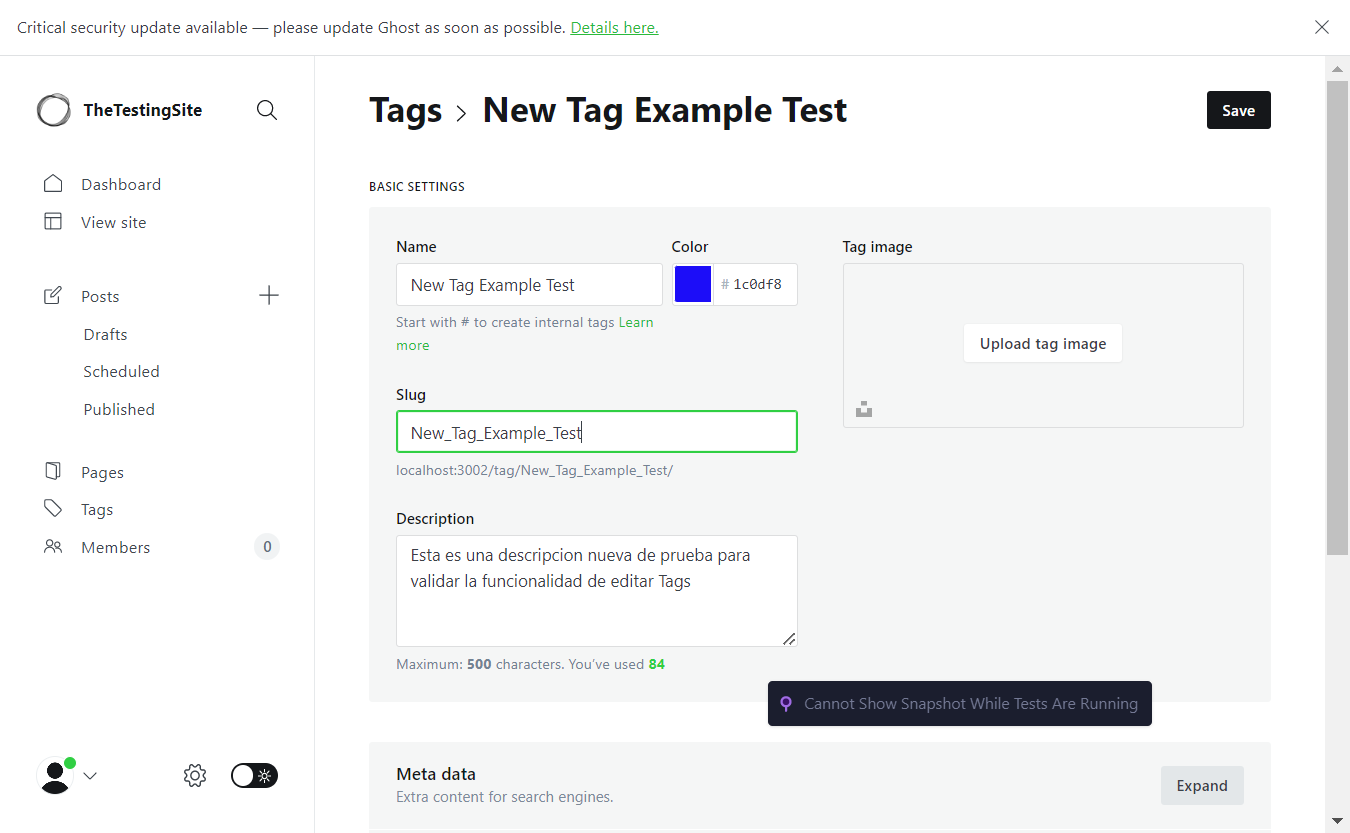 Critical security update available — please update Ghost as soon as possible. Details here.
TheTestingSite
Dashboard
View site
Posts
Drafts
Scheduled
Published
Pages
Tags
Members 0
Tags > New Tag Example Test
Save
BASIC SETTINGS
Name
New Tag Example Test
Start with # to create internal tags Learn
more
Color
# 1c0df8
Slug
New_Tag_Example_Test
localhost:3002/tag/New_Tag_Example_Test/
Description
Esta es una descripcion nueva de prueba para
validar la funcionalidad de editar Tags
Maximum: 500 characters. You’ve used 84
Tag image
Upload tag image
Cannot Show Snapshot While Tests Are Running
Meta data
Extra content for search engines.
Expand